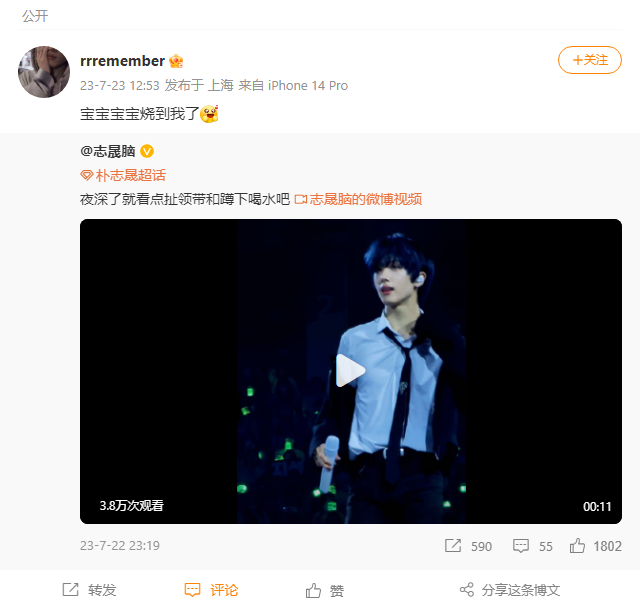 公开
rrremember
+关注
23-7-23 12:53 发布于 上海 来自 iPhone 14 Pro
宝宝宝宝烧到我了
@志晟脑
朴志晟超话
夜深了就看点扯领带和蹲下喝水吧 志晟脑的微博视频
3.8万次观看
00:11
23-7-22 23:19
590
55
1802
转发
评论
赞
分享这条博文